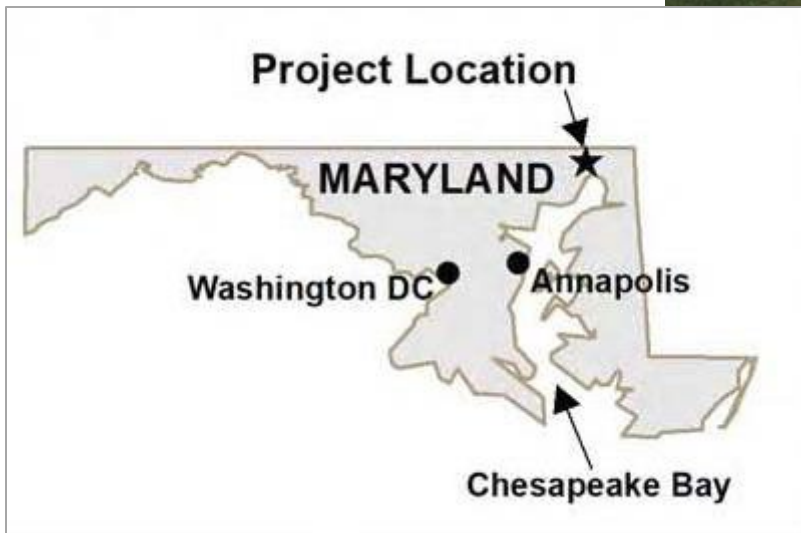 Project Location
MARYLAND
Washington DC
Annapolis
Chesapeake Bay